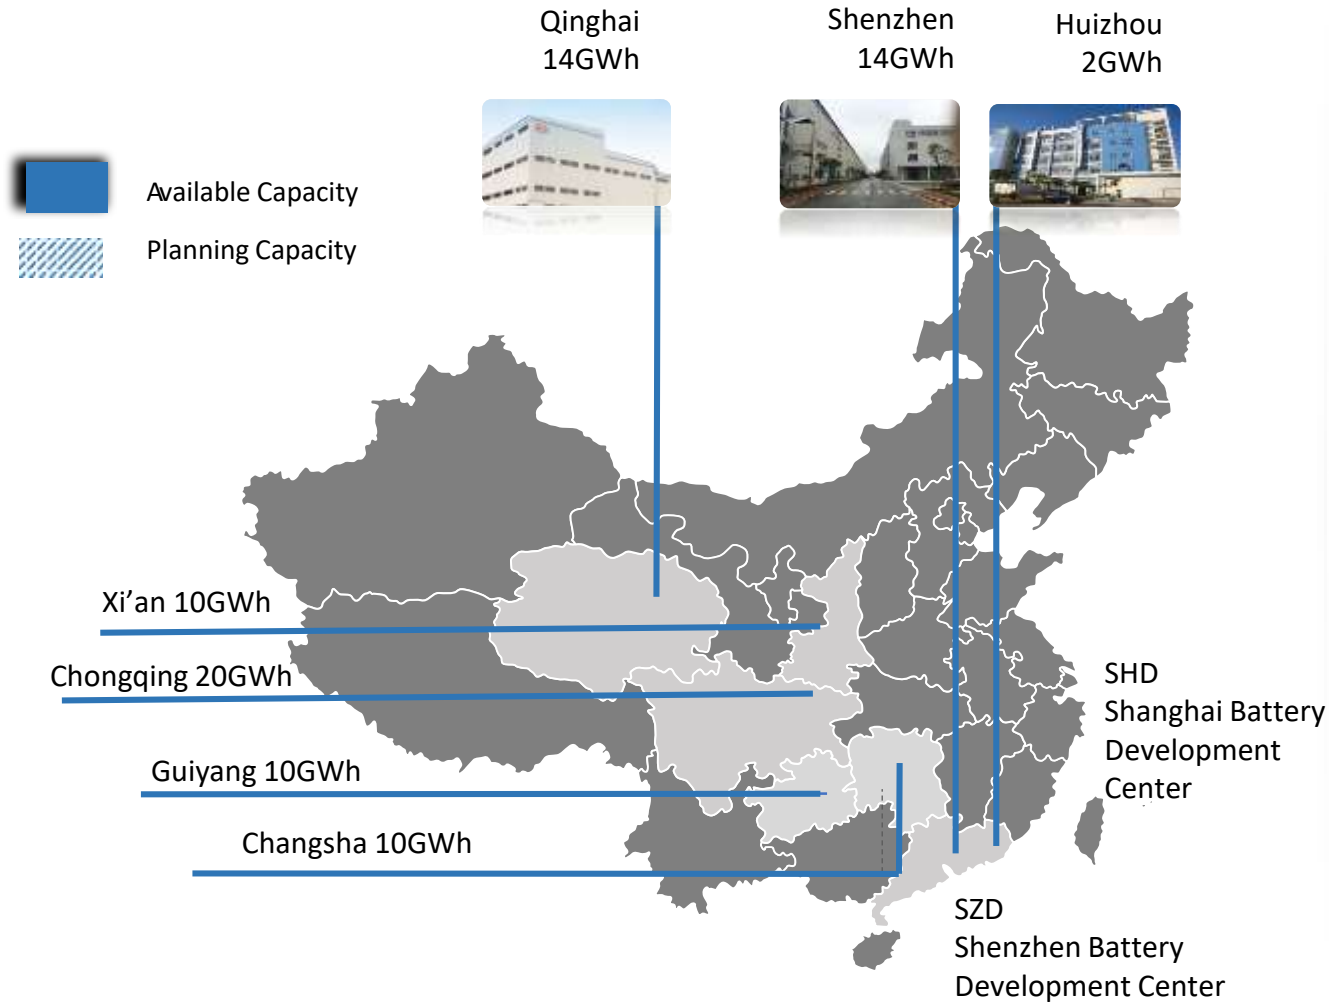 Qinghai
14GWh
Shenzhen
14GWh
Huizhou
2GWh
Available Capacity
Planning Capacity
Xi’an 10GWh
Chongqing 20GWh
Guiyang 10GWh
Changsha 10GWh
SHD
Shanghai Battery
Development
Center
SZD
Shenzhen Battery
Development Center